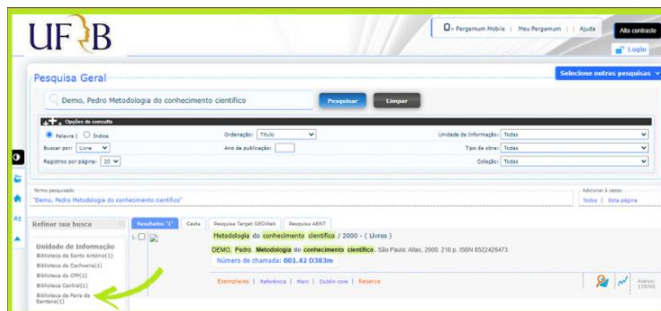 UFRB
Pergamum Mobile | Meu Pergamum | | Ajuda
Alto contraste
Login
Pesquisa Geral
Selecione outras pesquisas
Demo, Pedro Metodologia do conhecimento científico
Pesquisar Limpar
Opções de consulta
Palavra | Índice Ordenação: Título Unidade de Informação: Todas
Buscar por: Livre Ano de publicação: Tipo de obra: Todas
Registros por página: 20 Coleção: Todas
Termo pesquisado
"Demo, Pedro Metodologia do conhecimento científico"
Adicionar à cesta:
Todos | Esta página
Refinar sua busca
Resultados "1" Cesta Pesquisa Target GEDWeb Pesquisa ABNT
1. Metodologia do conhecimento científico / 2000 - ( Livros )
DEMO, Pedro. Metodologia do conhecimento científico. São Paulo: Atlas, 2000. 216 p. ISBN 8522426473.
Número de chamada: 001.42 D383m
Exemplares | Referência | Marc | Dublin core | Reserva
Acervo
Unidade de Informação
Biblioteca de Santo Antônio(1)
Biblioteca de Cachoeira(1)
Biblioteca do CFP(1)
Biblioteca Central(1)
Biblioteca de Feira de
Santana(1)